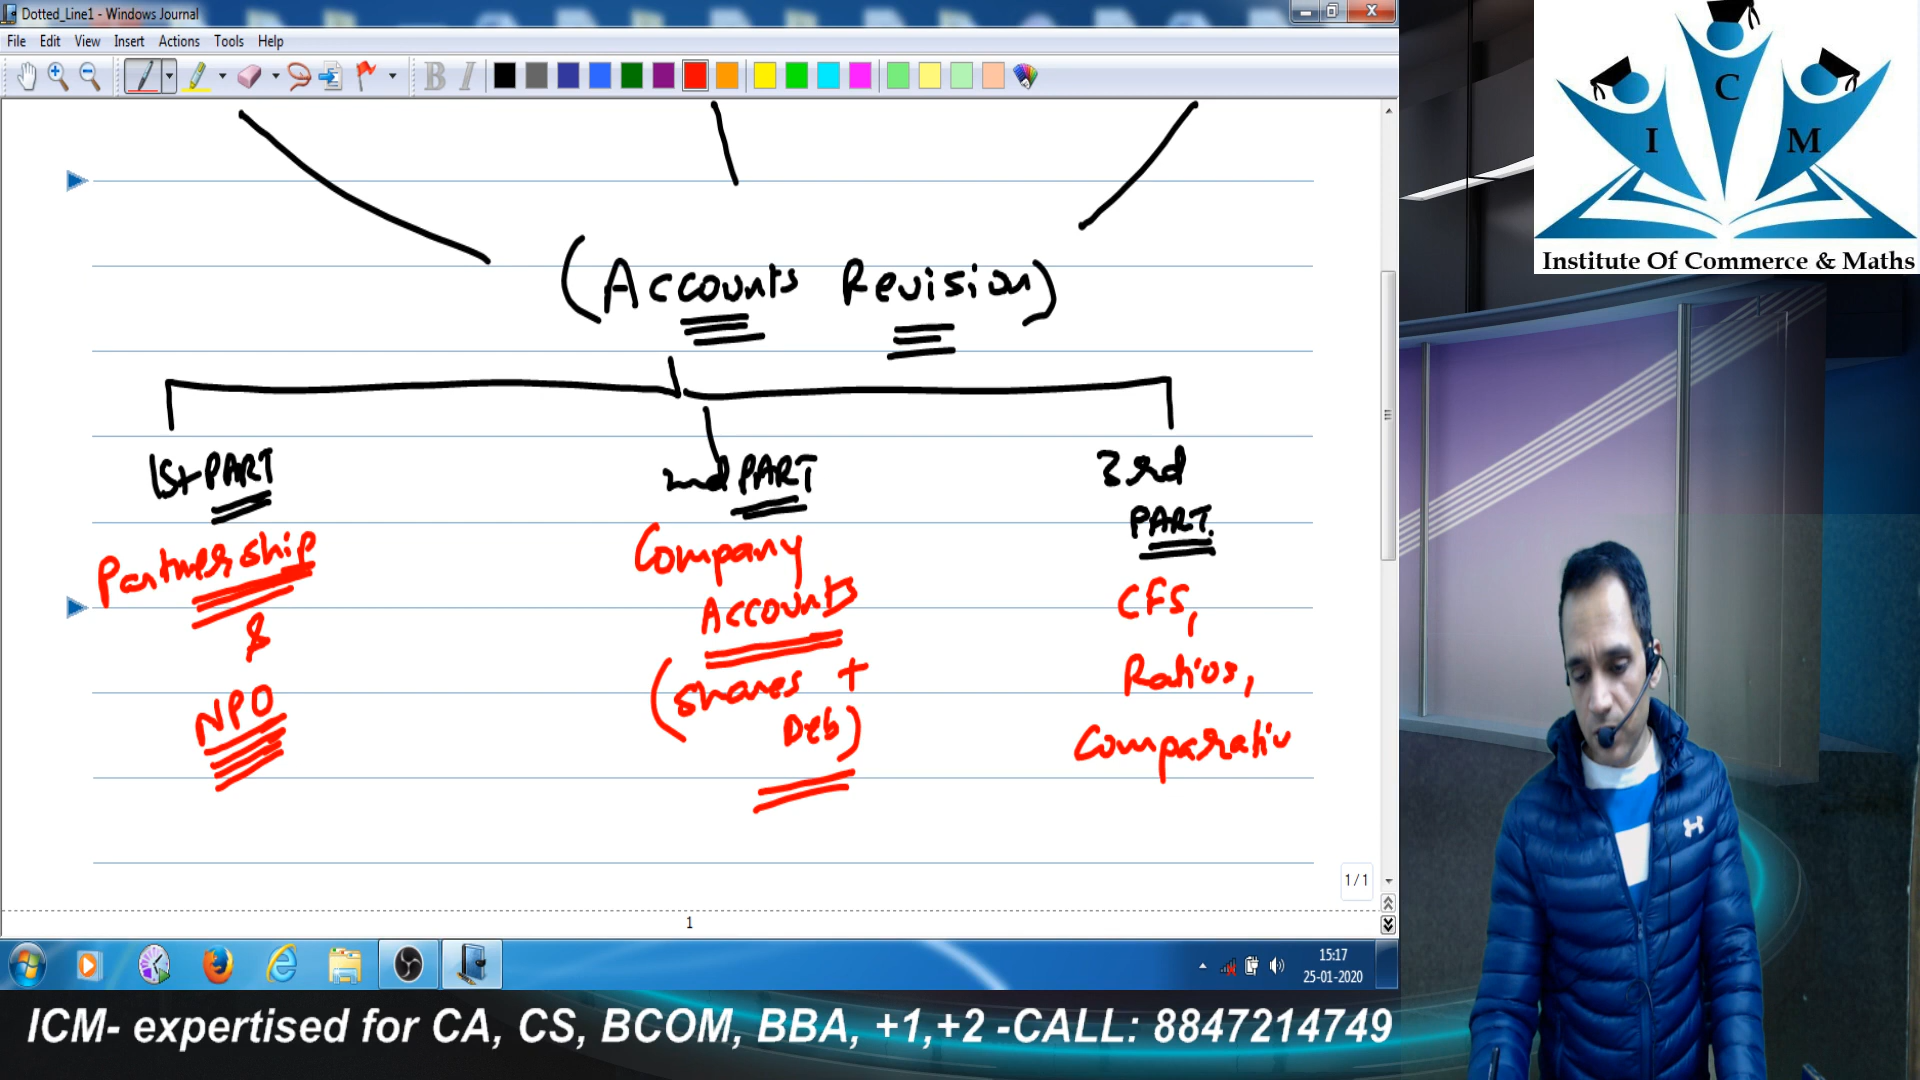 Dotted_Line1 - Windows Journal
File Edit View Insert Actions Tools Help
B I
(Accounts Revision)
1st PART
2nd PART
3rd
PART.
Partnership
&
NPO
Company
Accounts
(Shares +
Deb)
CFS,
Ratios,
Comparativ
1/1
1
15:17
25-01-2020
I C M
Institute Of Commerce & Maths
ICM- expertised for CA, CS, BCOM, BBA, +1,+2 -CALL: 8847214749